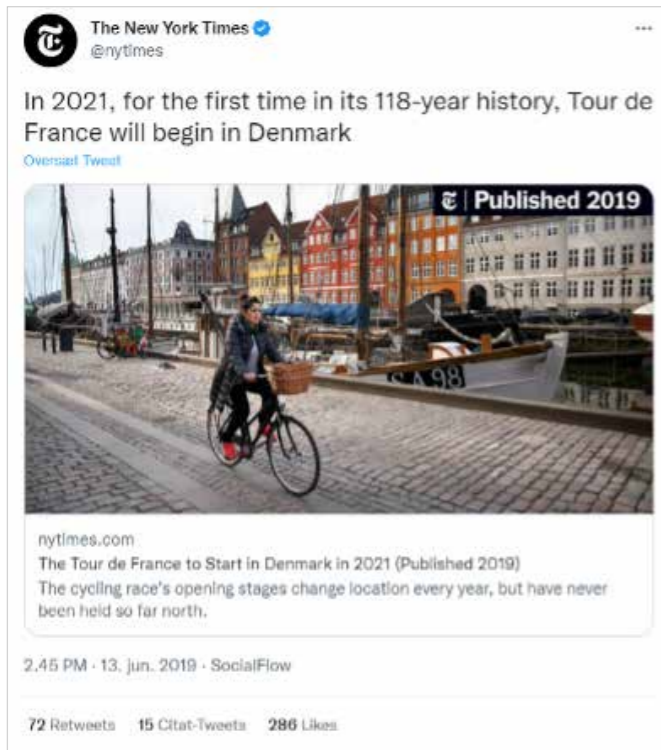 The New York Times
@nytimes
In 2021, for the first time in its 118-year history, Tour de
France will begin in Denmark
Oversæt Tweet
Published 2019
S A 98
nytimes.com
The Tour de France to Start in Denmark in 2021 (Published 2019)
The cycling race's opening stages change location every year, but have never
been held so far north.
2.45 PM · 13. jun. 2019 · SocialFlow
72 Retweets 15 Citat-Tweets 286 Likes